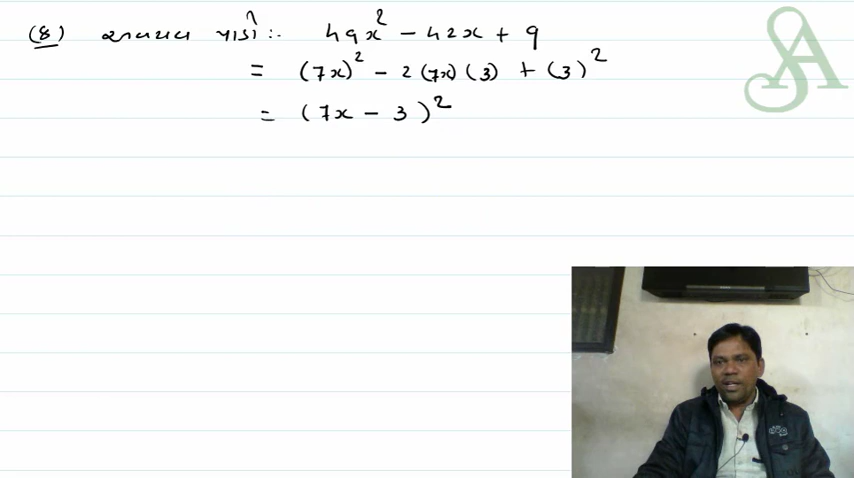 (8) અવયવ પાડો :- 49x² - 42x + 9
= (7x)² - 2(7x)(3) + (3)²
= (7x - 3)²